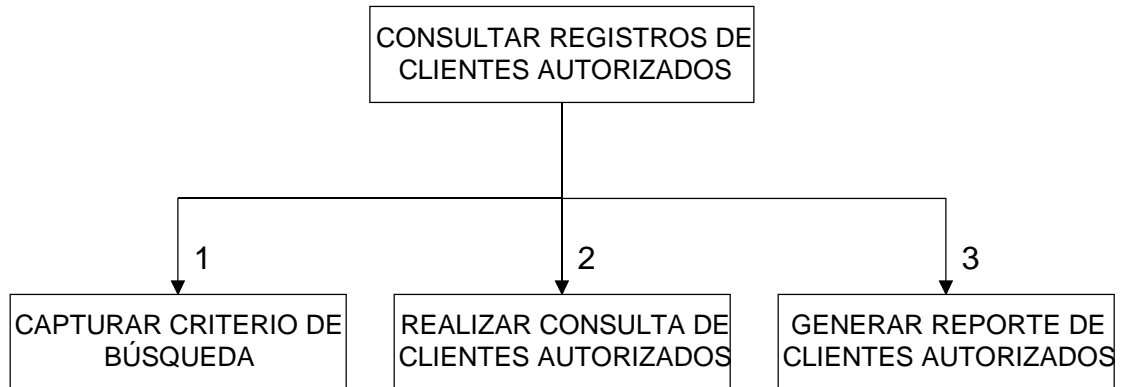 CONSULTAR REGISTROS DE
CLIENTES AUTORIZADOS
1
2
3
CAPTURAR CRITERIO DE
BÚSQUEDA
REALIZAR CONSULTA DE
CLIENTES AUTORIZADOS
GENERAR REPORTE DE
CLIENTES AUTORIZADOS